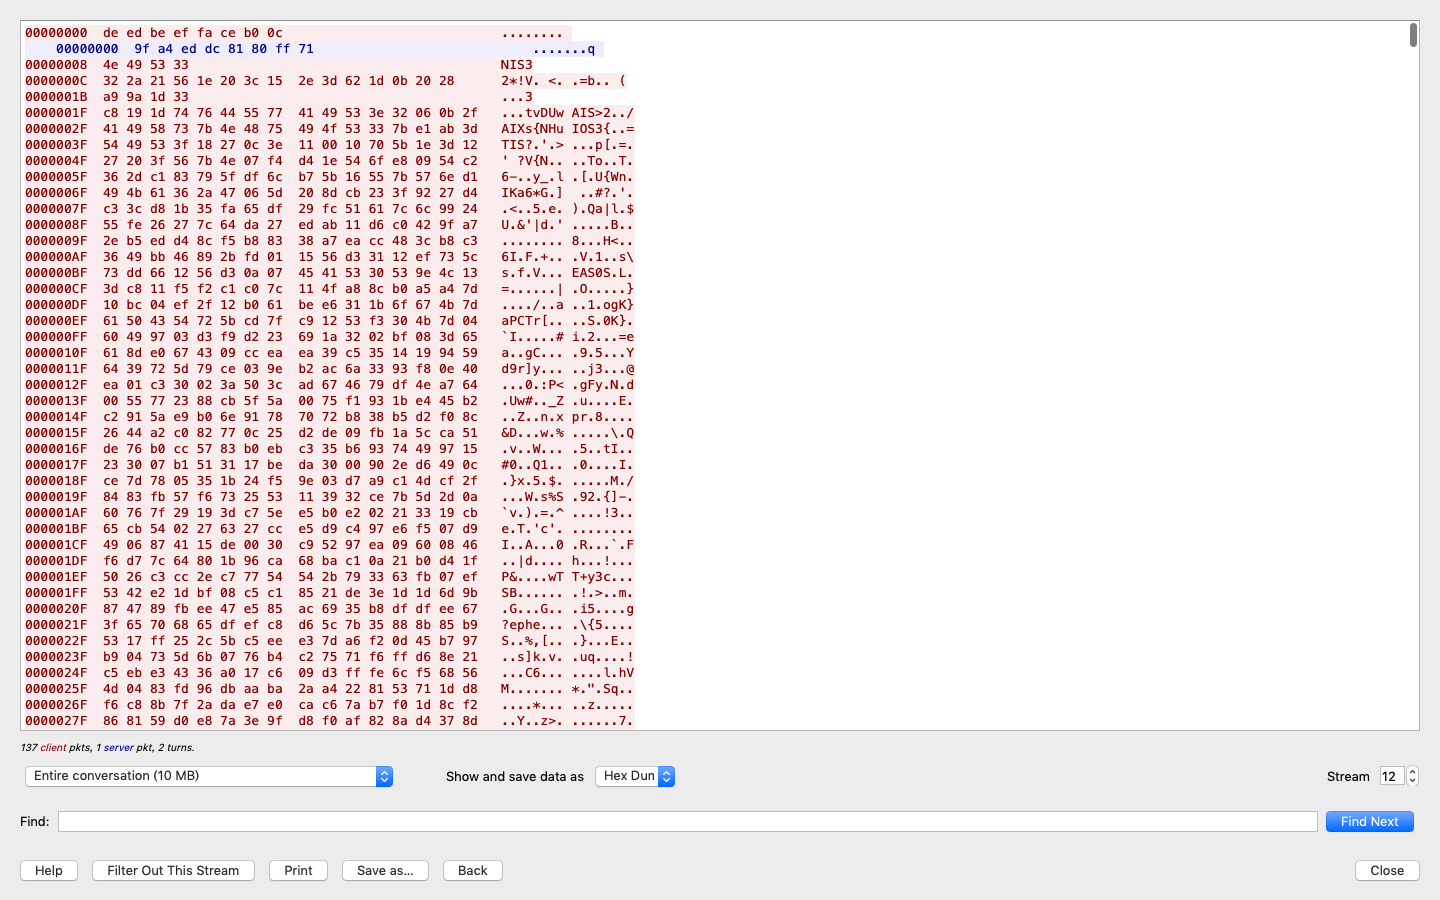 00000000  de ed be ef fa ce b0 0c                            ........
    00000000  9f a4 ed dc 81 80 ff 71                            .......q
00000008  4e 49 53 33                                        NIS3
0000000C  32 2a 21 56 1e 20 3c 15  2e 3d 62 1d 0b 20 28      2*!V. <. .=b.. (
0000001B  a9 9a 1d 33                                        ...3
0000001F  c8 19 1d 74 76 44 55 77  41 49 53 3e 32 06 0b 2f   ...tvDUw AIS>2../
0000002F  41 49 58 73 7b 4e 48 75  49 4f 53 33 7b e1 ab 3d   AIXs{NHu IOS3{..=
0000003F  54 49 53 3f 18 27 0c 3e  11 00 10 70 5b 1e 3d 12   TIS?.'.> ...p[.=.
0000004F  27 20 3f 56 7b 4e 07 f4  d4 1e 54 6f e8 09 54 c2   ' ?V{N.. ..To..T.
0000005F  36 2d c1 83 79 5f df 6c  b7 5b 16 55 7b 57 6e d1   6-..y_.l .[.U{Wn.
0000006F  49 4b 61 36 2a 47 06 5d  20 8d cb 23 3f 92 27 d4   IKa6*G.]  ..#?.'.
0000007F  c3 3c d8 1b 35 fa 65 df  29 fc 51 61 7c 6c 99 24   .<..5.e. ).Qa|l.$
0000008F  55 fe 26 27 7c 64 da 27  ed ab 11 d6 c0 42 9f a7   U.&'|d.' .....B..
0000009F  2e b5 ed d4 8c f5 b8 83  38 a7 ea cc 48 3c b8 c3   ........ 8...H<..
000000AF  36 49 bb 46 89 2b fd 01  15 56 d3 31 12 ef 73 5c   6I.F.+.. .V.1..s\
000000BF  73 dd 66 12 56 d3 0a 07  45 41 53 30 53 9e 4c 13   s.f.V... EAS0S.L.
000000CF  3d c8 11 f5 f2 c1 c0 7c  11 4f a8 8c b0 a5 a4 7d   =......| .O.....}
000000DF  10 bc 04 ef 2f 12 b0 61  be e6 31 1b 6f 67 4b 7d   ..../..a ..1.ogK}
000000EF  61 50 43 54 72 5b cd 7f  c9 12 53 f3 30 4b 7d 04   aPCTr[.. ..S.0K}.
000000FF  60 49 97 03 d3 f9 d2 23  69 1a 32 02 bf 08 3d 65   `I.....# i.2...=e
0000010F  61 8d e0 67 43 09 cc ea  ea 39 c5 35 14 19 94 59   a..gC... .9.5...Y
0000011F  64 39 72 5d 79 ce 03 9e  b2 ac 6a 33 93 f8 0e 40   d9r]y... ..j3...@
0000012F  ea 01 c3 30 02 3a 50 3c  ad 67 46 79 df 4e a7 64   ...0.:P< .gFy.N.d
0000013F  00 55 77 23 88 cb 5f 5a  00 75 f1 93 1b e4 45 b2   .Uw#.._Z .u....E.
0000014F  c2 91 5a e9 b0 6e 91 78  70 72 b8 38 b5 d2 f0 8c   ..Z..n.x pr.8....
0000015F  26 44 a2 c0 82 77 0c 25  d2 de 09 fb 1a 5c ca 51   &D...w.% .....\.Q
0000016F  de 76 b0 cc 57 83 b0 eb  c3 35 b6 93 74 49 97 15   .v..W... .5..tI..
0000017F  23 30 07 b1 51 31 17 be  da 30 00 90 2e d6 49 0c   #0..Q1.. .0....I.
0000018F  ce 7d 78 05 35 1b 24 f5  9e 03 d7 a9 c1 4d cf 2f   .}x.5.$. .....M./
0000019F  84 83 fb 57 f6 73 25 53  11 39 32 ce 7b 5d 2d 0a   ...W.s%S .92.{]-.
000001AF  60 76 7f 29 19 3d c7 5e  e5 b0 e2 02 21 33 19 cb   `v.).=.^ ....!3..
000001BF  65 cb 54 02 27 63 27 cc  e5 d9 c4 97 e6 f5 07 d9   e.T.'c'. ........
000001CF  49 06 87 41 15 de 00 30  c9 52 97 ea 09 60 08 46   I..A...0 .R...`.F
000001DF  f6 d7 7c 64 80 1b 96 ca  68 ba c1 0a 21 b0 d4 1f   ..|d.... h...!...
000001EF  50 26 c3 cc 2e c7 77 54  54 2b 79 33 63 fb 07 ef   P&....wT T+y3c...
000001FF  53 42 e2 1d bf 08 c5 c1  85 21 de 3e 1d 1d 6d 9b   SB...... .!.>..m.
0000020F  87 47 89 fb ee 47 e5 85  ac 69 35 b8 df df ee 67   .G...G.. .i5....g
0000021F  3f 65 70 68 65 df ef c8  d6 5c 7b 35 88 8b 85 b9   ?ephe... .\{5....
0000022F  53 17 ff 25 2c 5b c5 ee  e3 7d a6 f2 0d 45 b7 97   S..%,[.. .}...E..
0000023F  b9 04 73 5d 6b 07 76 b4  c2 75 71 f6 ff d6 8e 21   ..s]k.v. .uq....!
0000024F  c5 eb e3 43 36 a0 17 c6  09 d3 ff fe 6c f5 68 56   ...C6... ....l.hV
0000025F  4d 04 83 fd 96 db aa ba  2a a4 22 81 53 71 1d d8   M....... *.".Sq..
0000026F  f6 c8 8b 7f 2a da e7 e0  ca c6 7a b7 f0 1d 8c f2   ....*... ..z.....
0000027F  86 81 59 d0 e8 7a 3e 9f  d8 f0 af 82 8a d4 37 8d   ..Y..z>. ......7.
137 client pkts, 1 server pkt, 2 turns.
Entire conversation (10 MB) Show and save data as Hex Dun Stream 12
Find: Find Next
Help Filter Out This Stream Print Save as... Back Close